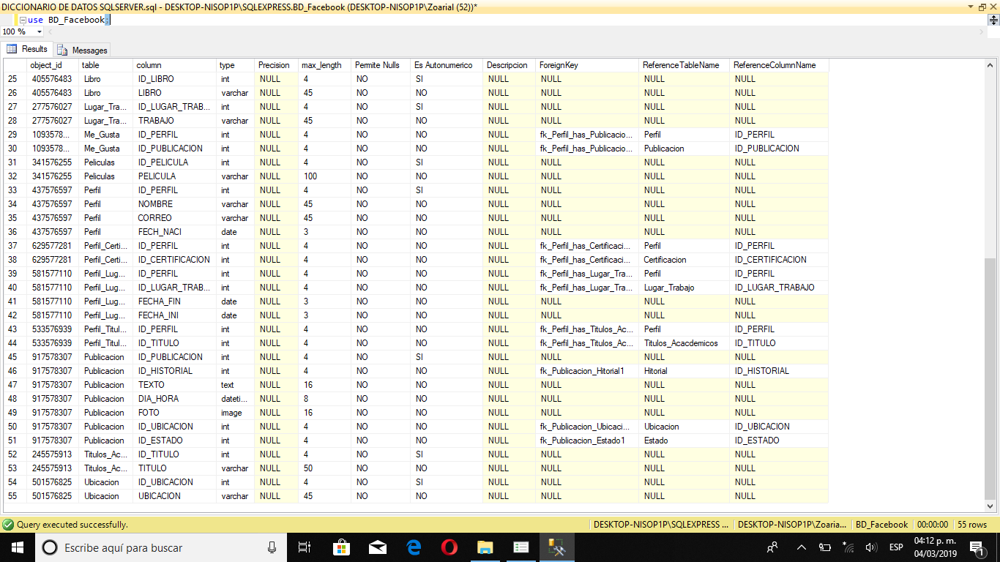 DICCIONARIO DE DATOS SQLSERVER.sql - DESKTOP-NISOP1P\SQLEXPRESS.BD_Facebook (DESKTOP-NISOP1P\Zoarial (52))*
use BD_Facebook;
100 %
Results Messages
object_id table column type Precision max_length Permite Nulls Es Autonumerico Descripcion ForeignKey ReferenceTableName ReferenceColumnName
25 405576483 Libro ID_LIBRO int NULL 4 NO SI NULL NULL NULL NULL
26 405576483 Libro LIBRO varchar NULL 45 NO NO NULL NULL NULL NULL
27 277576027 Lugar_Tra... ID_LUGAR_TRAB... int NULL 4 NO SI NULL NULL NULL NULL
28 277576027 Lugar_Tra... TRABAJO varchar NULL 45 NO NO NULL NULL NULL NULL
29 1093578... Me_Gusta ID_PERFIL int NULL 4 NO NO NULL fk_Perfil_has_Publicacio... Perfil ID_PERFIL
30 1093578... Me_Gusta ID_PUBLICACION int NULL 4 NO NO NULL fk_Perfil_has_Publicacio... Publicacion ID_PUBLICACION
31 341576255 Peliculas ID_PELICULA int NULL 4 NO SI NULL NULL NULL NULL
32 341576255 Peliculas PELICULA varchar NULL 100 NO NO NULL NULL NULL NULL
33 437576597 Perfil ID_PERFIL int NULL 4 NO SI NULL NULL NULL NULL
34 437576597 Perfil NOMBRE varchar NULL 45 NO NO NULL NULL NULL NULL
35 437576597 Perfil CORREO varchar NULL 45 NO NO NULL NULL NULL NULL
36 437576597 Perfil FECH_NACI date NULL 3 NO NO NULL NULL NULL NULL
37 629577281 Perfil_Certi... ID_PERFIL int NULL 4 NO NO NULL fk_Perfil_has_Certificaci... Perfil ID_PERFIL
38 629577281 Perfil_Certi... ID_CERTIFICACION int NULL 4 NO NO NULL fk_Perfil_has_Certificaci... Certificacion ID_CERTIFICACION
39 581577110 Perfil_Lug... ID_PERFIL int NULL 4 NO NO NULL fk_Perfil_has_Lugar_Tra... Perfil ID_PERFIL
40 581577110 Perfil_Lug... ID_LUGAR_TRAB... int NULL 4 NO NO NULL fk_Perfil_has_Lugar_Tra... Lugar_Trabajo ID_LUGAR_TRABAJO
41 581577110 Perfil_Lug... FECHA_FIN date NULL 3 NO NO NULL NULL NULL NULL
42 581577110 Perfil_Lug... FECHA_INI date NULL 3 NO NO NULL NULL NULL NULL
43 533576939 Perfil_Titul... ID_PERFIL int NULL 4 NO NO NULL fk_Perfil_has_Titulos_Ac... Perfil ID_PERFIL
44 533576939 Perfil_Titul... ID_TITULO int NULL 4 NO NO NULL fk_Perfil_has_Titulos_Ac... Titulos_Acacdemicos ID_TITULO
45 917578307 Publicacion ID_PUBLICACION int NULL 4 NO SI NULL NULL NULL NULL
46 917578307 Publicacion ID_HISTORIAL int NULL 4 NO NO NULL fk_Publicacion_Hitorial1 Hitorial ID_HISTORIAL
47 917578307 Publicacion TEXTO text NULL 16 NO NO NULL NULL NULL NULL
48 917578307 Publicacion DIA_HORA dateti... NULL 8 NO NO NULL NULL NULL NULL
49 917578307 Publicacion FOTO image NULL 16 NO NO NULL NULL NULL NULL
50 917578307 Publicacion ID_UBICACION int NULL 4 NO NO NULL fk_Publicacion_Ubicaci... Ubicacion ID_UBICACION
51 917578307 Publicacion ID_ESTADO int NULL 4 NO NO NULL fk_Publicacion_Estado1 Estado ID_ESTADO
52 245575913 Titulos_Ac... ID_TITULO int NULL 4 NO SI NULL NULL NULL NULL
53 245575913 Titulos_Ac... TITULO varchar NULL 50 NO NO NULL NULL NULL NULL
54 501576825 Ubicacion ID_UBICACION int NULL 4 NO SI NULL NULL NULL NULL
55 501576825 Ubicacion UBICACION varchar NULL 45 NO NO NULL NULL NULL NULL
Query executed successfully. DESKTOP-NISOP1P\SQLEXPRESS ... DESKTOP-NISOP1P\Zoaria... BD_Facebook 00:00:00 55 rows
Escribe aquí para buscar ESP 04:12 p. m.
04/03/2019 1